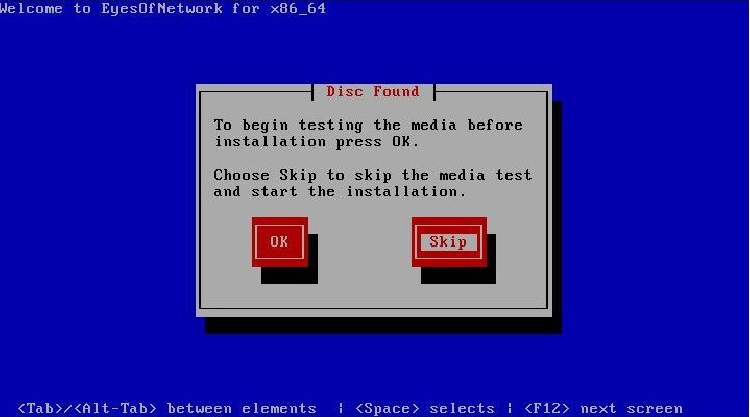 Welcome to EyesOfNetwork for x86_64
Disc Found
To begin testing the media before
installation press OK.
Choose Skip to skip the media test
and start the installation.
OK Skip
<Tab>/<Alt-Tab> between elements | <Space> selects | <F12> next screen